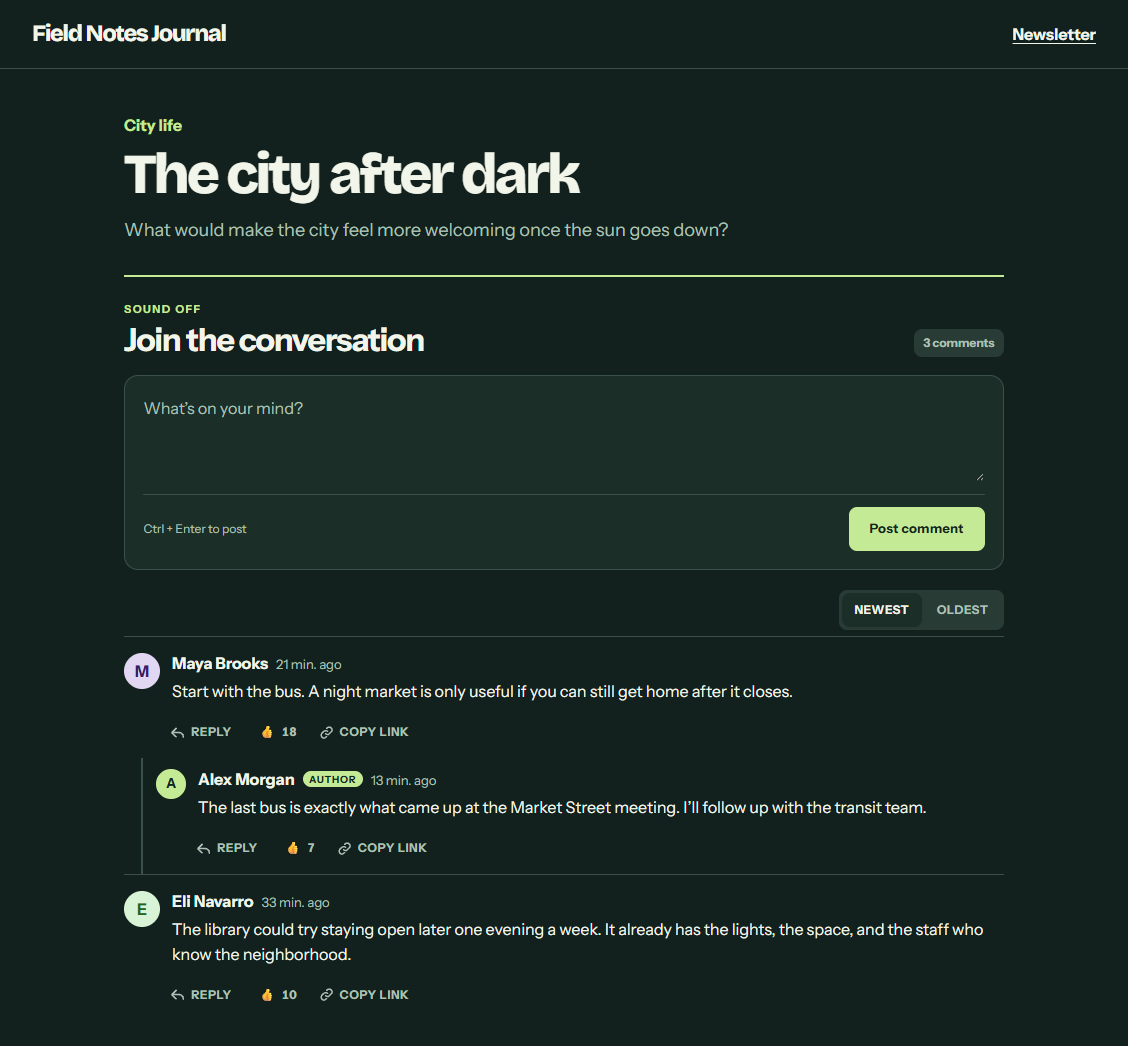 Field Notes Journal
Newsletter
City life
The city after dark
What would make the city feel more welcoming once the sun goes down?
SOUND OFF
Join the conversation
3 comments
What's on your mind?
Ctrl + Enter to post
Post comment
NEWEST
OLDEST
M
Maya Brooks 21 min. ago
Start with the bus. A night market is only useful if you can still get home after it closes.
REPLY 👍 18 COPY LINK
A
Alex Morgan AUTHOR 13 min. ago
The last bus is exactly what came up at the Market Street meeting. I'll follow up with the transit team.
REPLY 👍 7 COPY LINK
E
Eli Navarro 33 min. ago
The library could try staying open later one evening a week. It already has the lights, the space, and the staff who
know the neighborhood.
REPLY 👍 10 COPY LINK